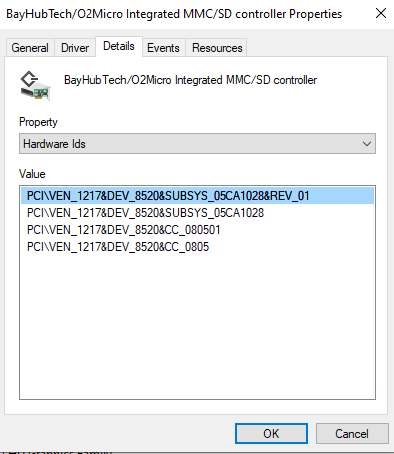 BayHubTech/O2Micro Integrated MMC/SD controller Properties
General Driver Details Events Resources
BayHubTech/O2Micro Integrated MMC/SD controller
Property
Hardware Ids
Value
PCI\VEN_1217&DEV_8520&SUBSYS_05CA1028&REV_01
PCI\VEN_1217&DEV_8520&SUBSYS_05CA1028
PCI\VEN_1217&DEV_8520&CC_080501
PCI\VEN_1217&DEV_8520&CC_0805
OK Cancel